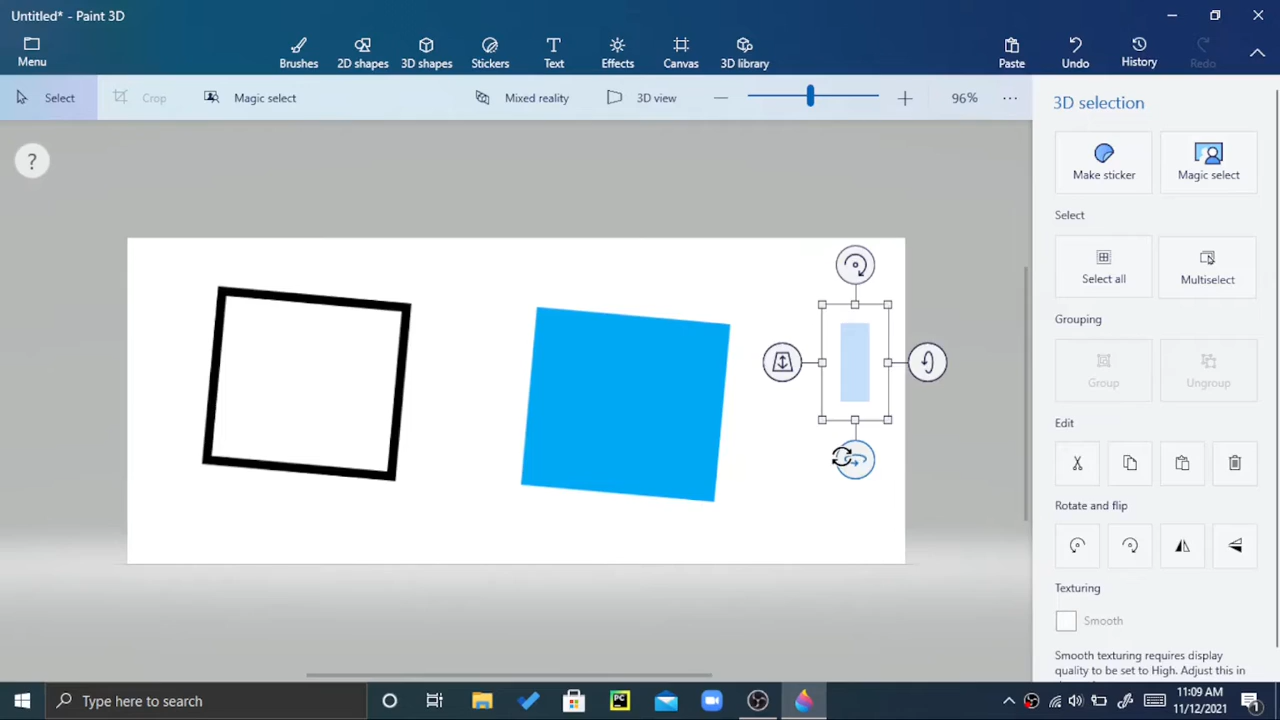 Untitled* - Paint 3D
Menu
Brushes
2D shapes
3D shapes
Stickers
Text
Effects
Canvas
3D library
Paste
Undo
History
Redo
Select
Crop
Magic select
Mixed reality
3D view
96%
3D selection
?
Make sticker
Magic select
Select
Select all
Multiselect
Grouping
Group
Ungroup
Edit
Rotate and flip
Texturing
Smooth
Smooth texturing requires display
quality to be set to High. Adjust this in
Type here to search
PC
11:09 AM
11/12/2021
1